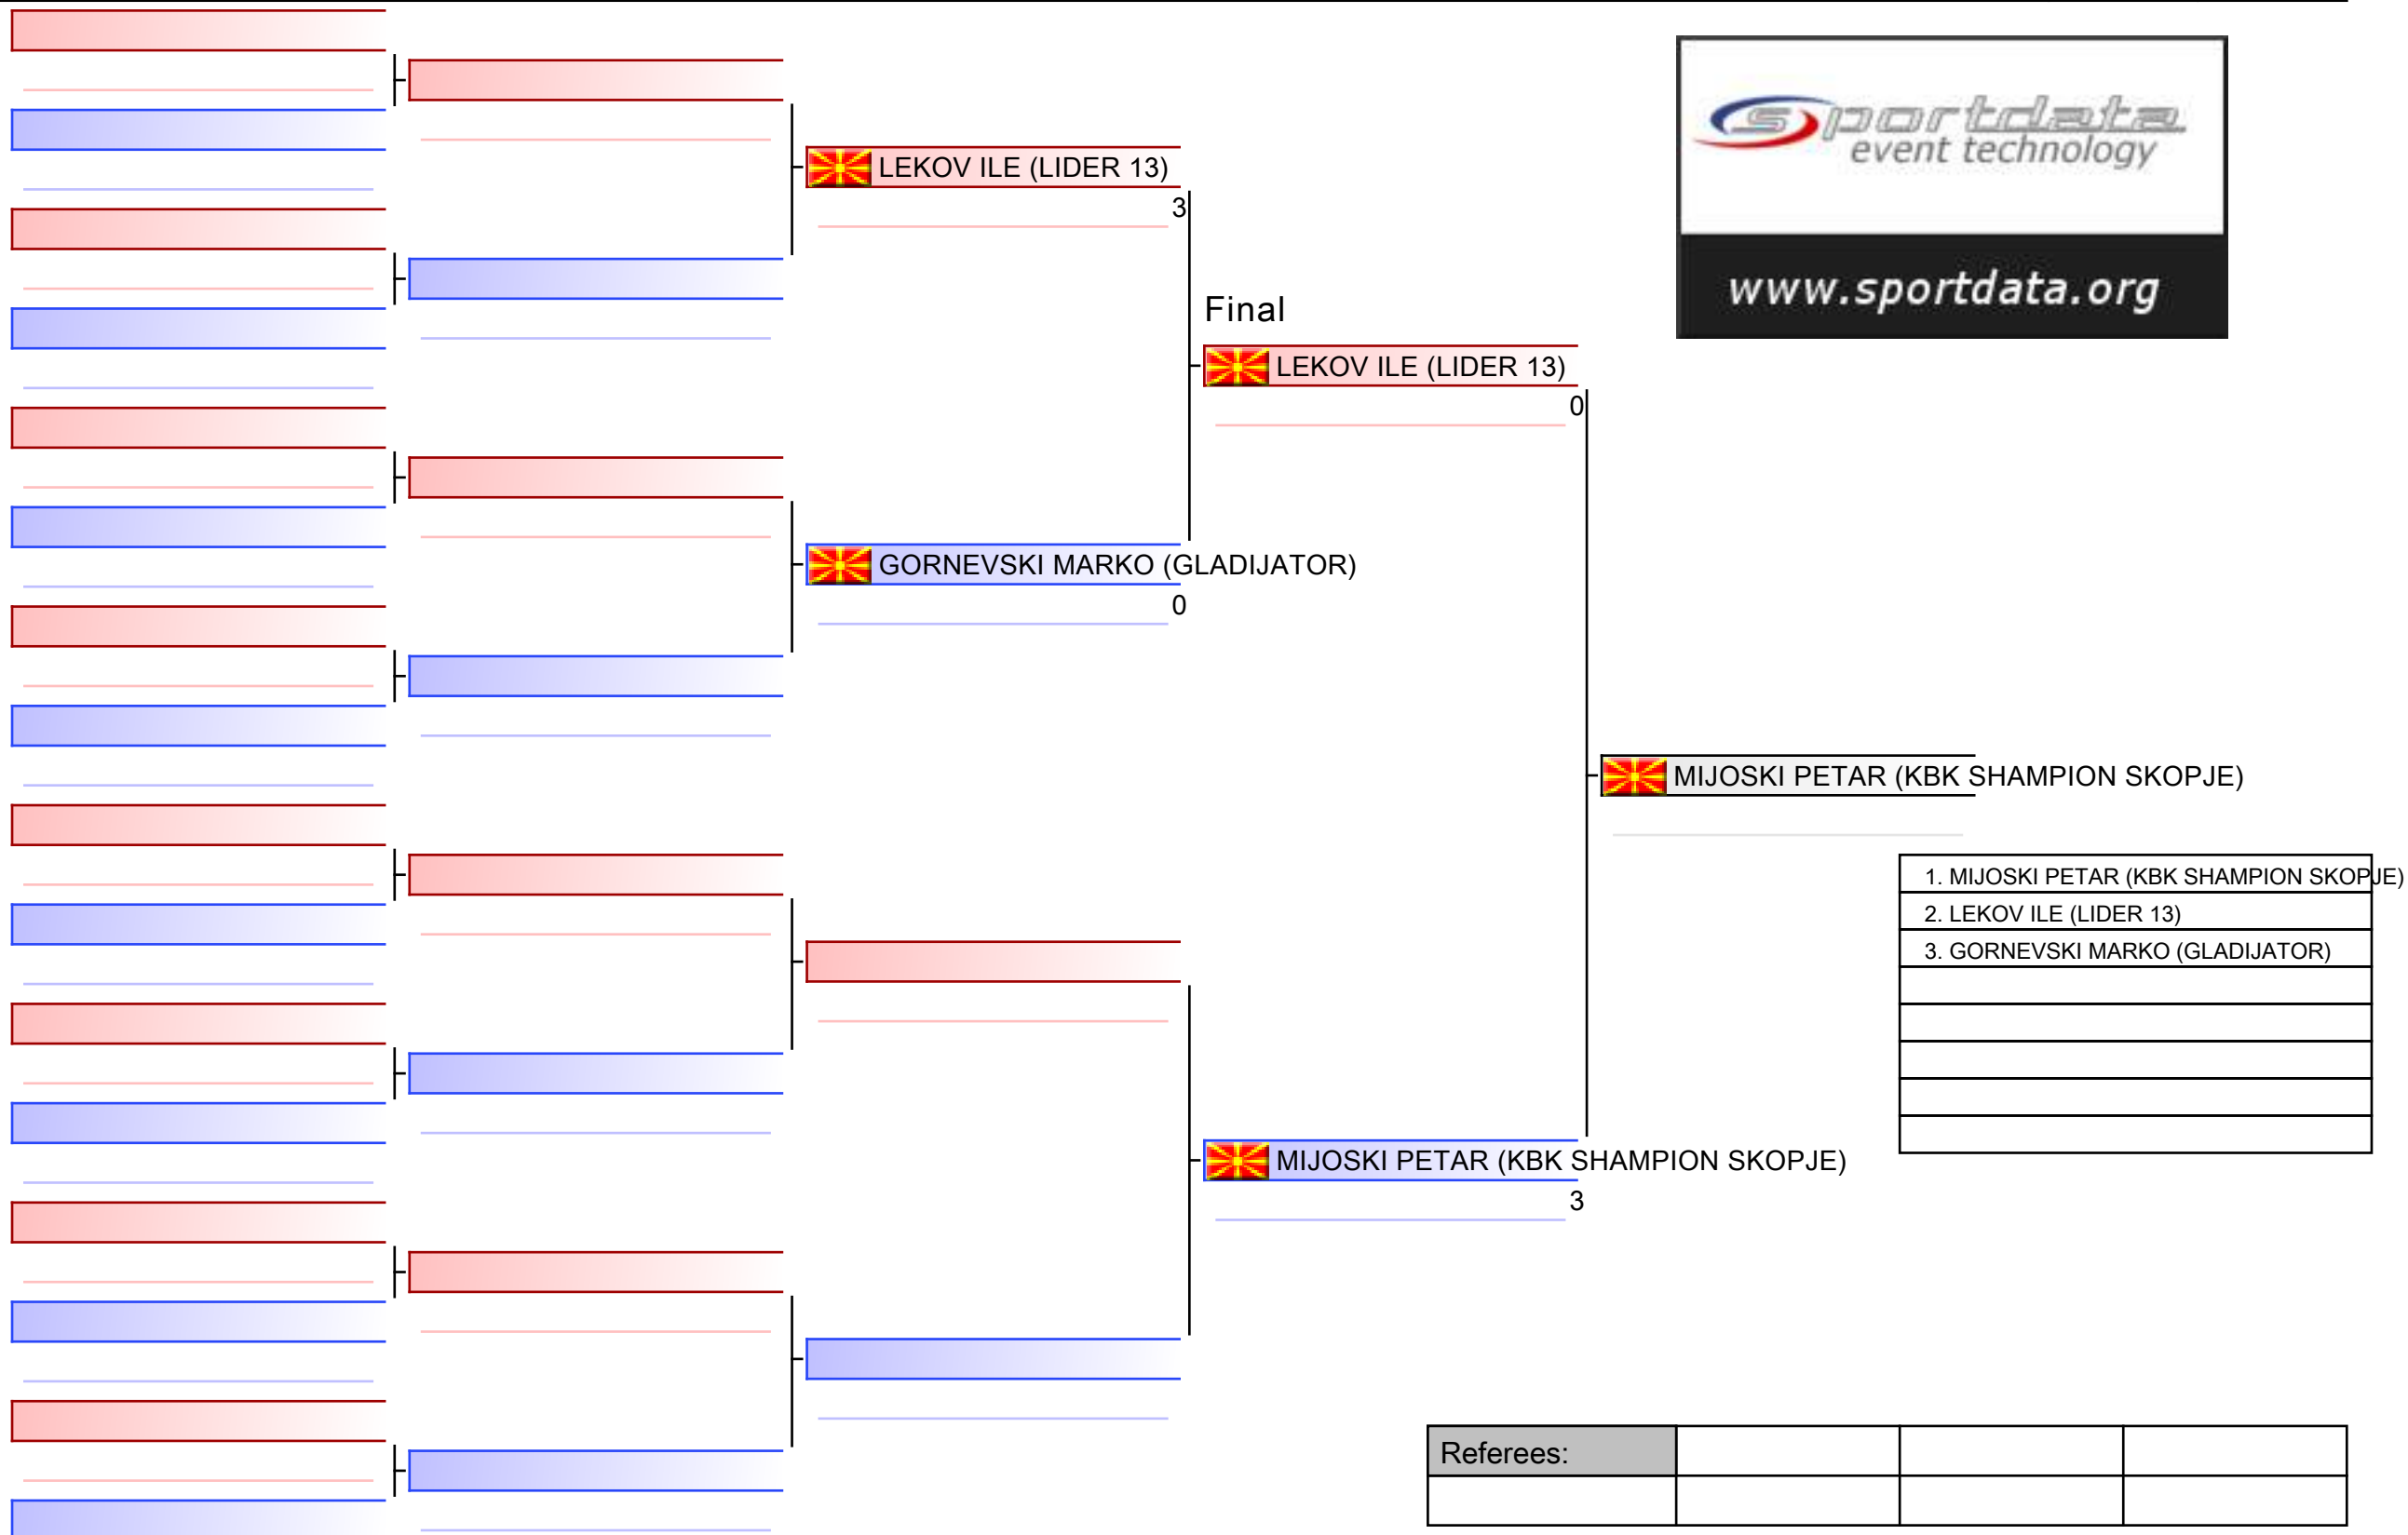 sportdata
event technology
www.sportdata.org
LEKOV ILE (LIDER 13)
3
Final
LEKOV ILE (LIDER 13)
0
GORNEVSKI MARKO (GLADIJATOR)
0
MIJOSKI PETAR (KBK SHAMPION SKOPJE)
1. MIJOSKI PETAR (KBK SHAMPION SKOPJE)
2. LEKOV ILE (LIDER 13)
3. GORNEVSKI MARKO (GLADIJATOR)
MIJOSKI PETAR (KBK SHAMPION SKOPJE)
3
Referees: